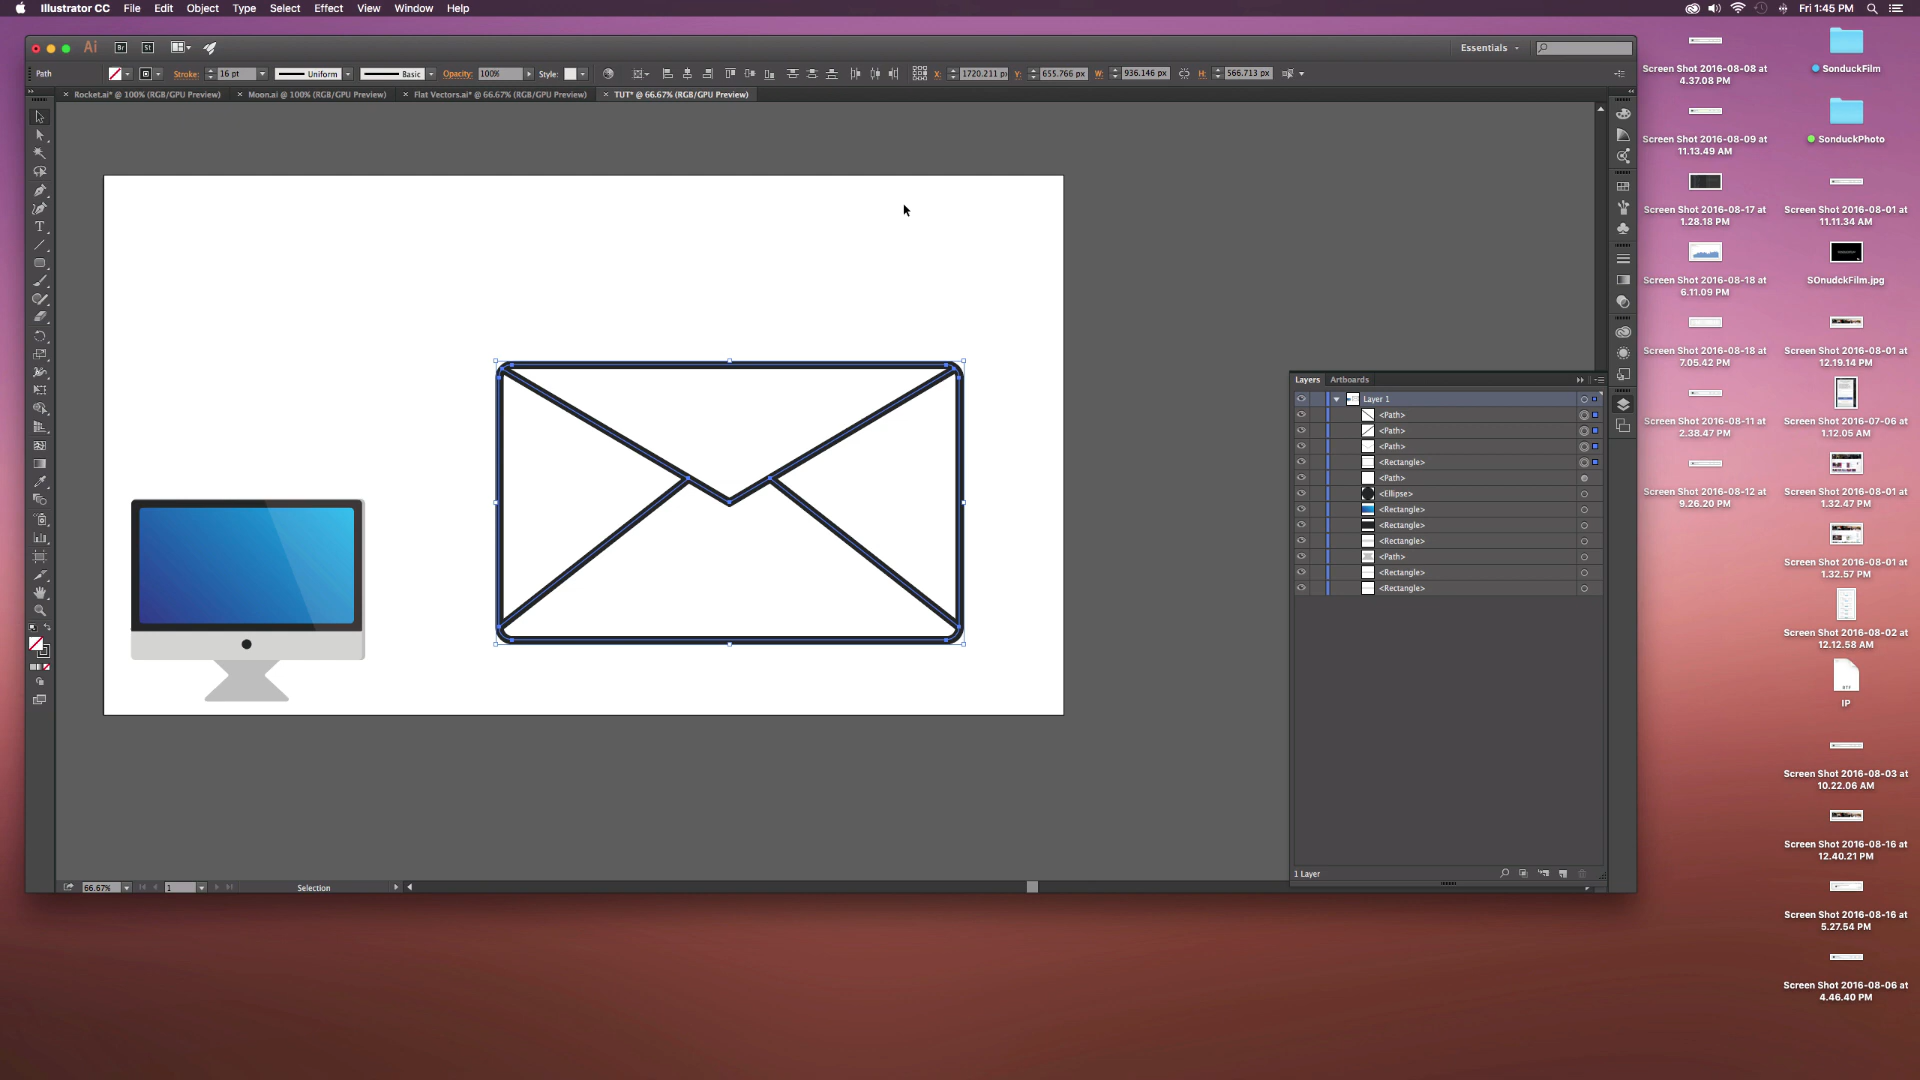 Illustrator CC File Edit Object Type Select Effect View Window Help
Fri 1:45 PM
Ai Br St
Essentials
Path
Stroke: 16 pt Uniform Basic Opacity: 100% Style:
X: 1720.211 px Y: 655.766 px W: 936.146 px H: 566.713 px
Rocket.ai* @ 100% (RGB/GPU Preview)
Moon.ai @ 100% (RGB/GPU Preview)
Flat Vectors.ai* @ 66.67% (RGB/GPU Preview)
TUT* @ 66.67% (RGB/GPU Preview)
T
Layers Artboards
Layer 1
<Path>
<Path>
<Path>
<Rectangle>
<Path>
<Ellipse>
<Rectangle>
<Rectangle>
<Rectangle>
<Path>
<Rectangle>
<Rectangle>
1 Layer
66.67% 1 Selection
Screen Shot 2016-08-08 at
4.37.08 PM
Screen Shot 2016-08-09 at
11.13.49 AM
Screen Shot 2016-08-17 at
1.28.18 PM
Screen Shot 2016-08-18 at
6.11.09 PM
Screen Shot 2016-08-18 at
7.05.42 PM
Screen Shot 2016-08-11 at
2.38.47 PM
Screen Shot 2016-08-12 at
9.26.20 PM
SonduckFilm
SonduckPhoto
Screen Shot 2016-08-01 at
11.11.34 AM
SOnudckFilm.jpg
Screen Shot 2016-08-01 at
12.19.14 PM
Screen Shot 2016-07-06 at
1.12.05 AM
Screen Shot 2016-08-01 at
1.32.47 PM
Screen Shot 2016-08-01 at
1.32.57 PM
Screen Shot 2016-08-02 at
12.12.58 AM
RTF
IP
Screen Shot 2016-08-03 at
10.22.06 AM
Screen Shot 2016-08-16 at
12.40.21 PM
Screen Shot 2016-08-16 at
5.27.54 PM
Screen Shot 2016-08-06 at
4.46.40 PM